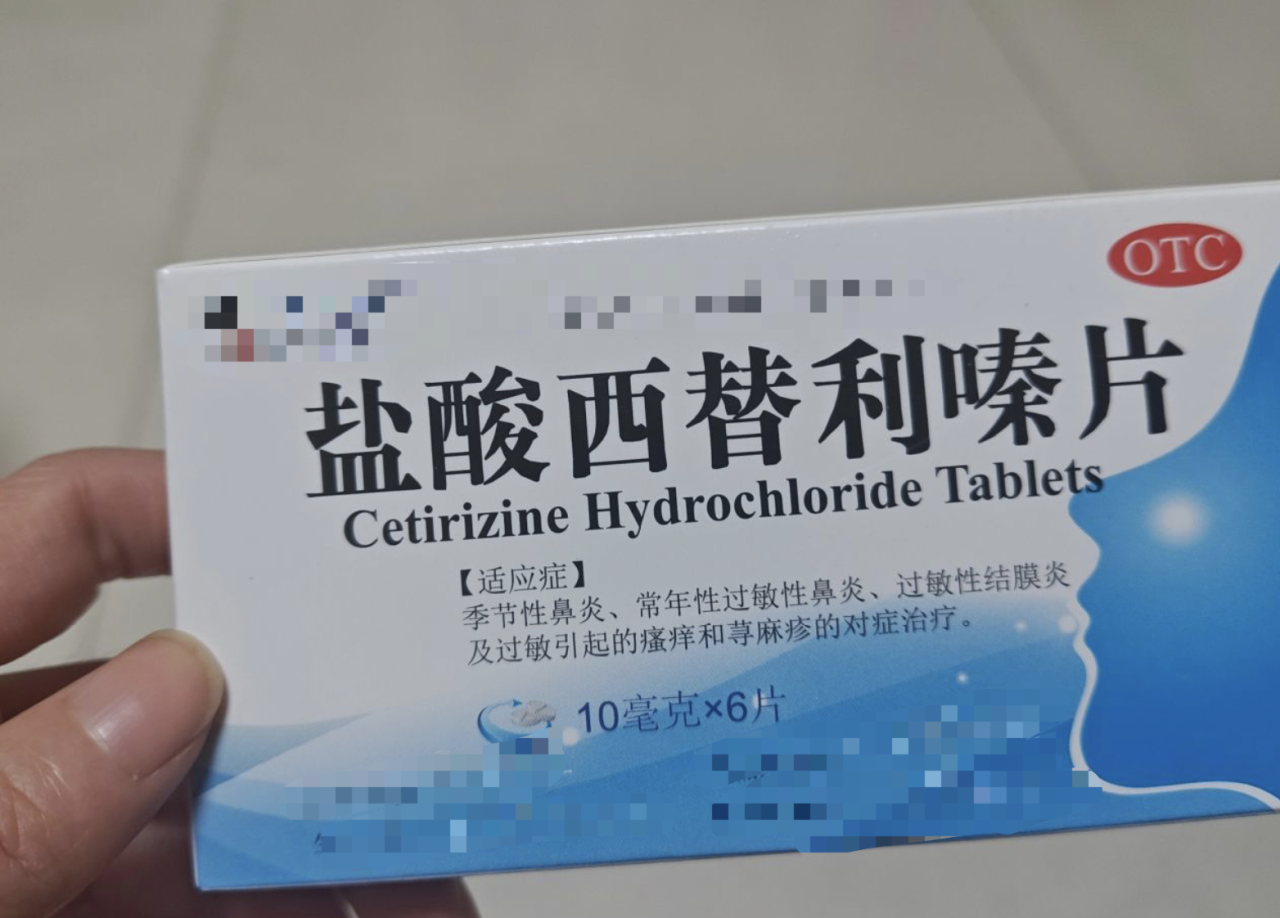 OTC
盐酸西替利嗪片
Cetirizine Hydrochloride Tablets
【适应症】
季节性鼻炎、常年性过敏性鼻炎、过敏性结膜炎
及过敏引起的瘙痒和荨麻疹的对症治疗。
10毫克×6片